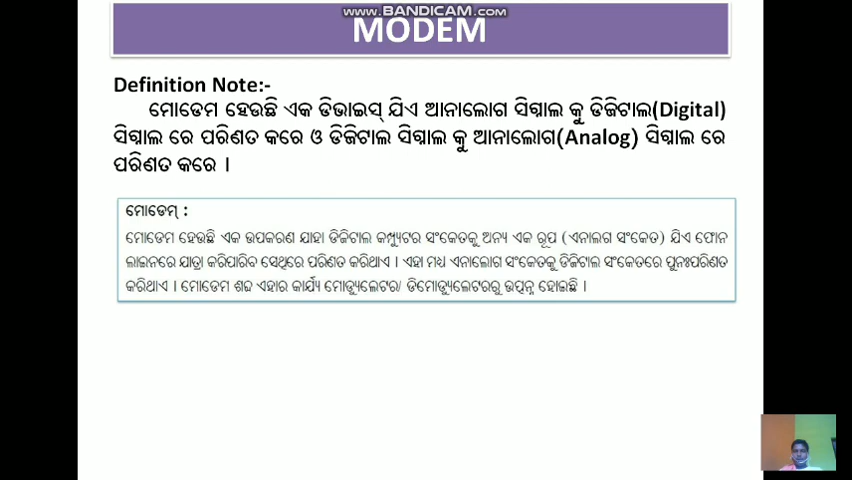 WWW.BANDICAM.COM
MODEM
Definition Note:-
ମୋଡେମ ହେଉଛି ଏକ ଡିଭାଇସ୍ ଯିଏ ଆନାଲୋଗ ସିଗ୍ନାଲ କୁ ଡିଜିଟାଲ(Digital)
ସିଗ୍ନାଲ ରେ ପରିଣତ କରେ ଓ ଡିଜିଟାଲ ସିଗ୍ନାଲ କୁ ଆନାଲୋଗ(Analog) ସିଗ୍ନାଲ ରେ
ପରିଣତ କରେ ।
ମୋଡେମ୍ :
ମୋଡେମ ହେଉଛି ଏକ ଉପକରଣ ଯାହା ଡିଜିଟାଲ କମ୍ପ୍ୟୁଟର ସଂକେତକୁ ଅନ୍ୟ ଏକ ରୂପ (ଏନାଲଗ ସଂକେତ) ଯିଏ ଫୋନ
ଲାଇନରେ ଯାତ୍ରା କରିପାରିବ ସେଥିରେ ପରିଣତ କରିଥାଏ । ଏହା ମଧ୍ୟ ଏନାଲୋଗ ସଂକେତକୁ ଡିଜିଟାଲ ସଂକେତରେ ପୁନଃପରିଣତ
କରିଥାଏ । ମୋଡେମ ଶବ୍ଦ ଏହାର କାର୍ଯ୍ୟ ମୋଡ୍ୟୁଲେଟର/ ଡିମୋଡ୍ୟୁଲେଟରରୁ ଉତ୍ପନ୍ନ ହୋଇଛି ।